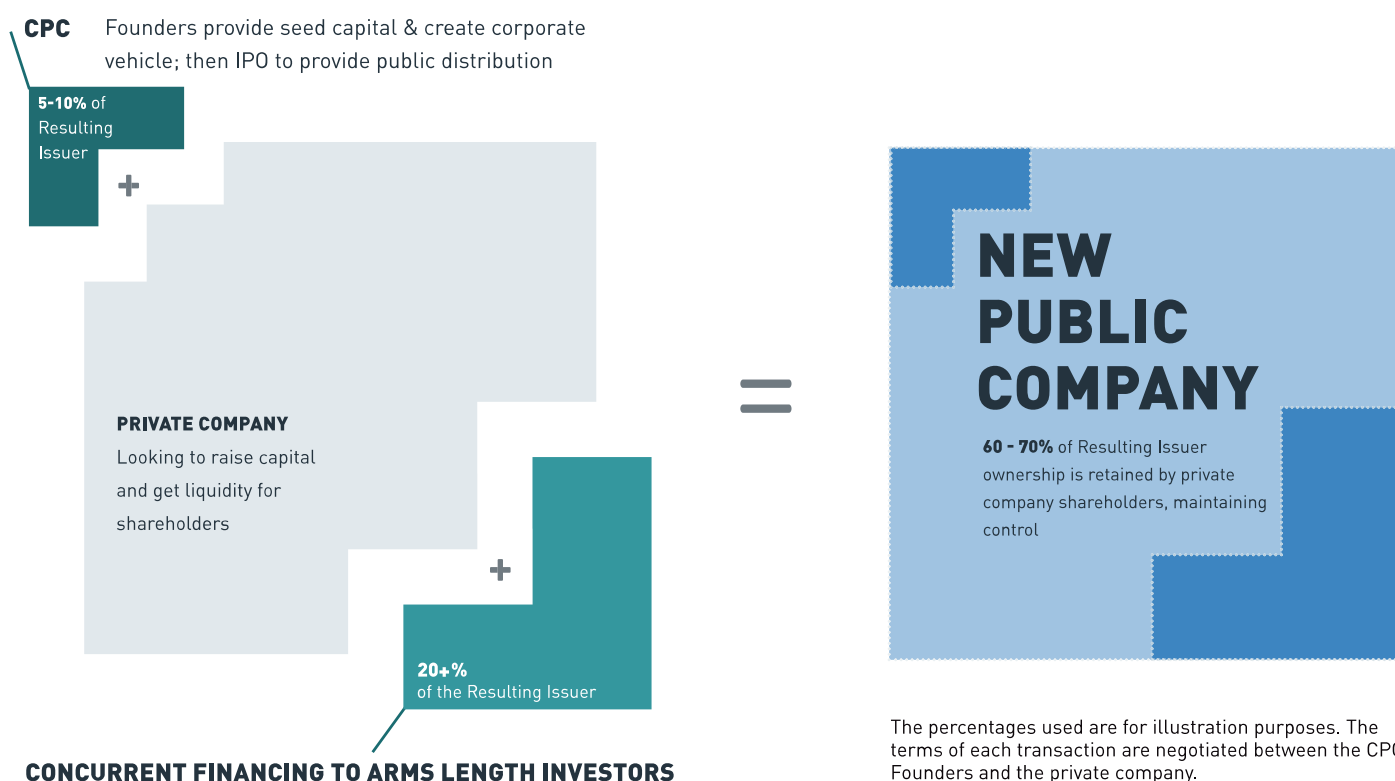 CPC
Founders provide seed capital & create corporate
vehicle; then IPO to provide public distribution
5-10% of
Resulting
Issuer
+
PRIVATE COMPANY
Looking to raise capital
and get liquidity for
shareholders
+
20+%
of the Resulting Issuer
CONCURRENT FINANCING TO ARMS LENGTH INVESTORS
=
NEW
PUBLIC
COMPANY
60 - 70% of Resulting Issuer
ownership is retained by private
company shareholders, maintaining
control
The percentages used are for illustration purposes. The
terms of each transaction are negotiated between the CPC
Founders and the private company.